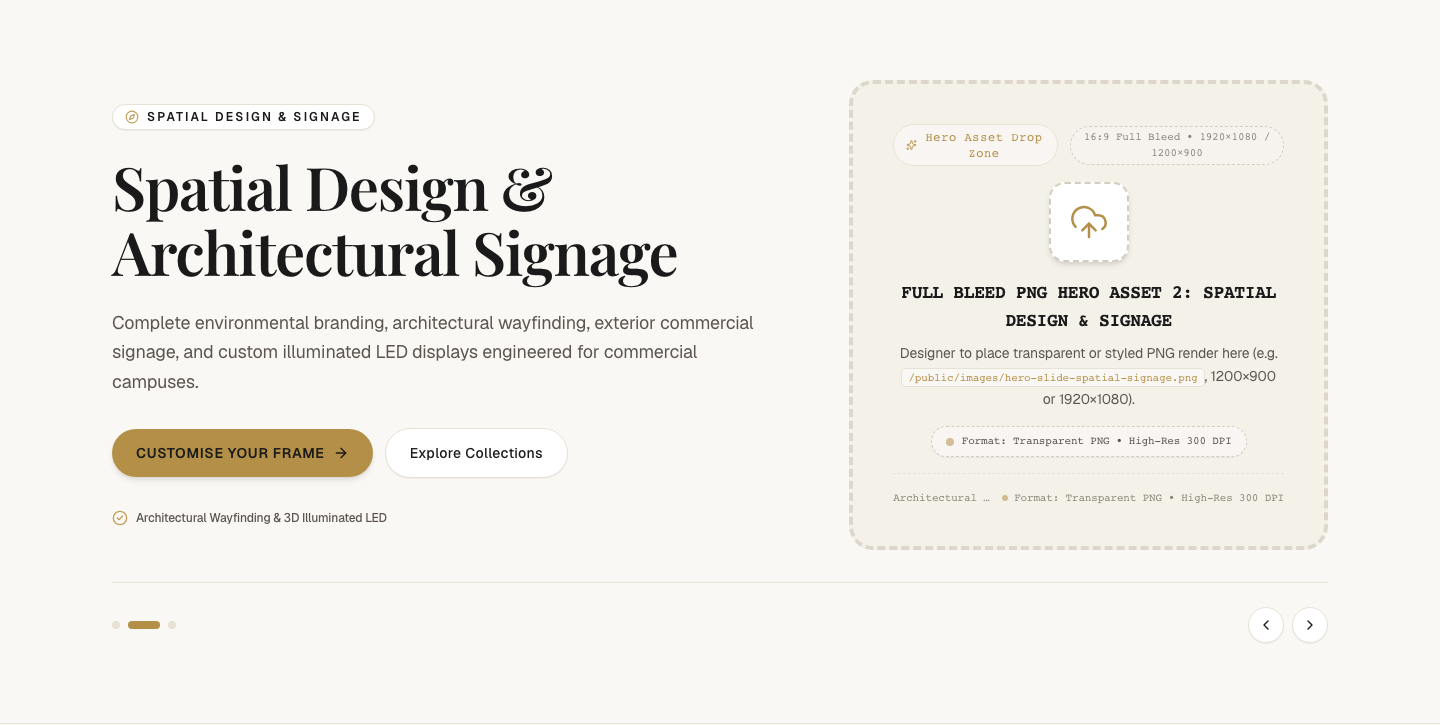 SPATIAL DESIGN & SIGNAGE
Spatial Design &
Architectural Signage
Complete environmental branding, architectural wayfinding, exterior commercial
signage, and custom illuminated LED displays engineered for commercial
campuses.
CUSTOMISE YOUR FRAME
Explore Collections
Architectural Wayfinding & 3D Illuminated LED
Hero Asset Drop
Zone
16:9 Full Bleed • 1920×1080 /
1200×900
FULL BLEED PNG HERO ASSET 2: SPATIAL
DESIGN & SIGNAGE
Designer to place transparent or styled PNG render here (e.g.
/public/images/hero-slide-spatial-signage.png, 1200×900
or 1920×1080).
Format: Transparent PNG • High-Res 300 DPI
Architectural … Format: Transparent PNG • High-Res 300 DPI